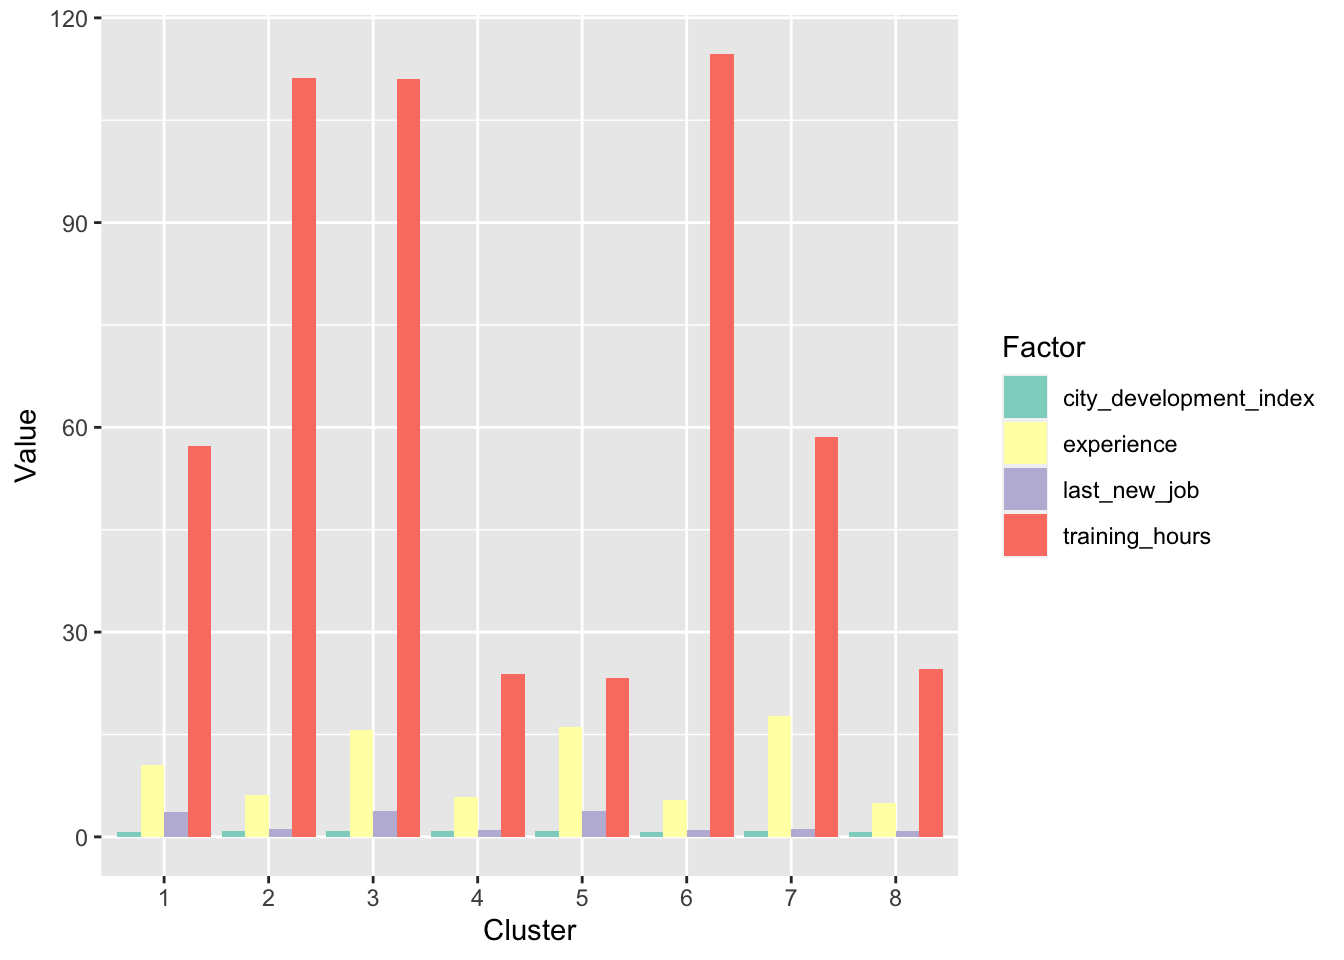 120
90
60
30
0
Value
1 2 3 4 5 6 7 8
Cluster
Factor
city_development_index
experience
last_new_job
training_hours